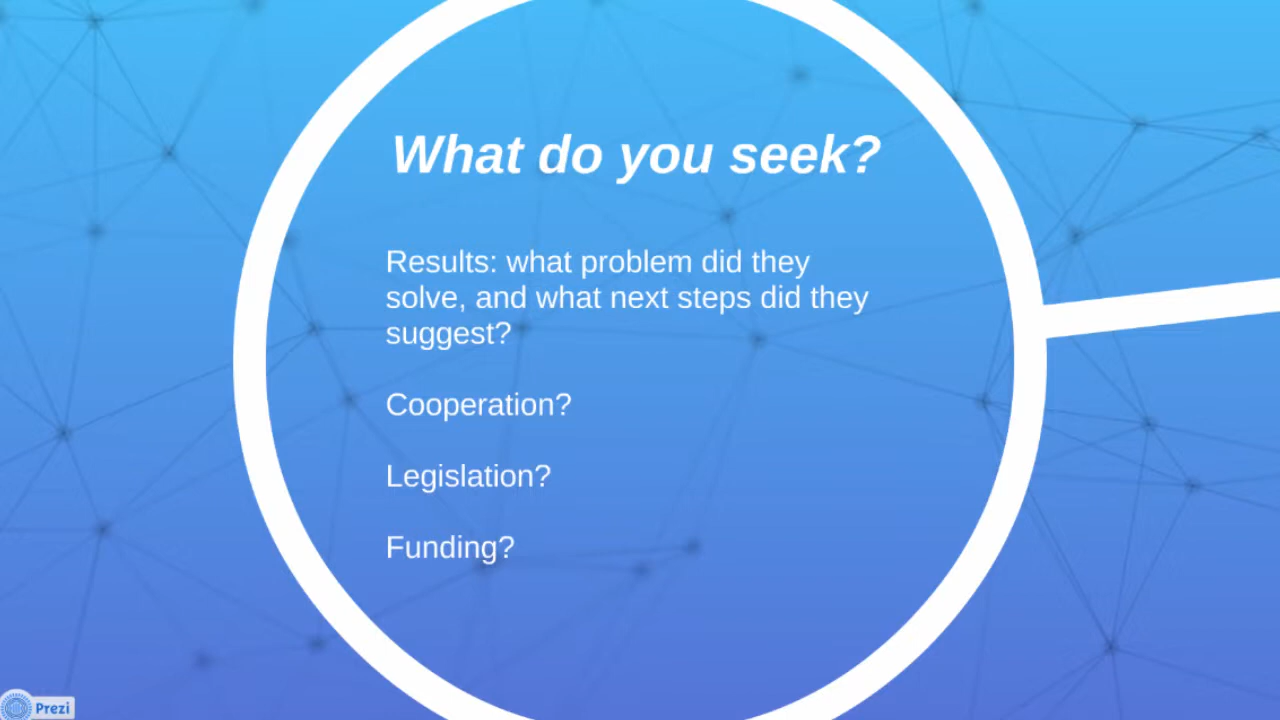 What do you seek?
Results: what problem did they
solve, and what next steps did they
suggest?
Cooperation?
Legislation?
Funding?
Prezi